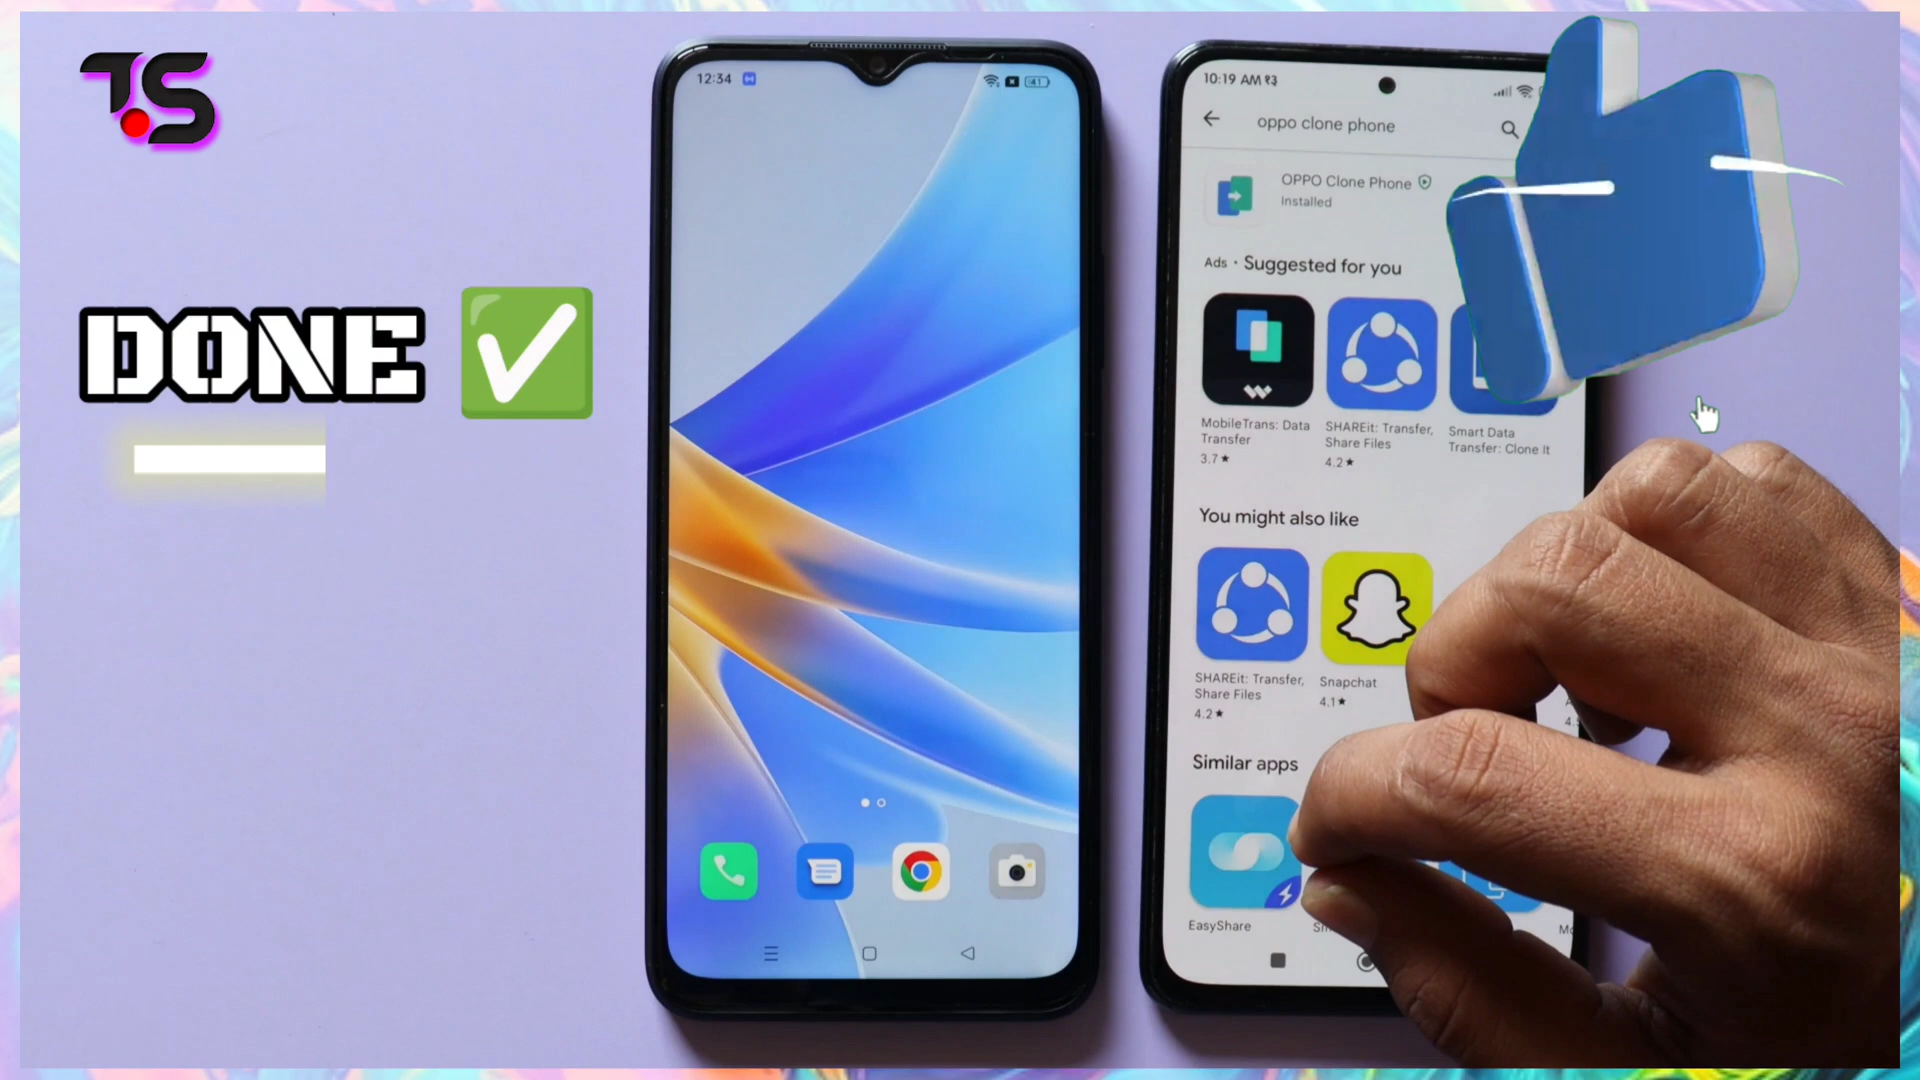 TS
DONE
12:34
41
10:19 AM
oppo clone phone
OPPO Clone Phone
Installed
Ads • Suggested for you
MobileTrans: Data
Transfer
3.7★
SHAREit: Transfer,
Share Files
4.2★
Smart Data
Transfer: Clone It
You might also like
SHAREit: Transfer,
Share Files
4.2★
Snapchat
4.1★
Similar apps
EasyShare